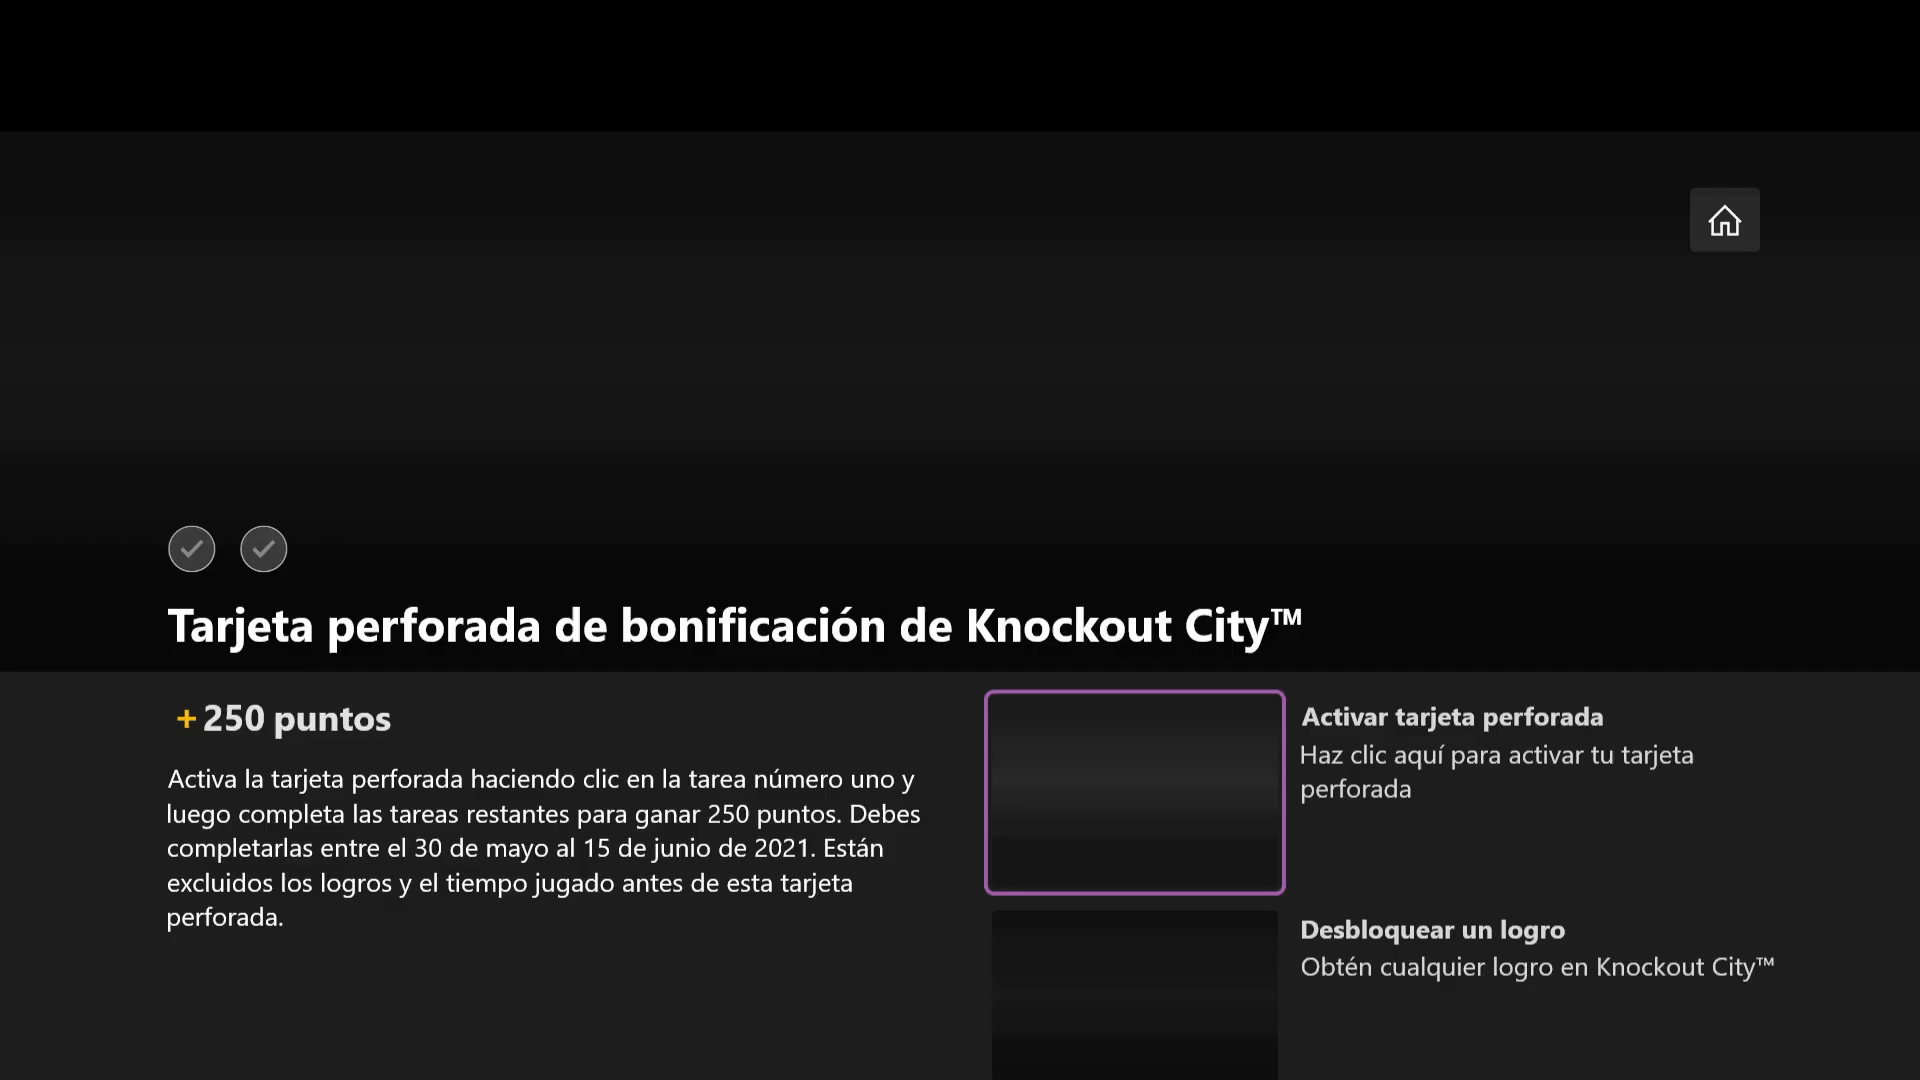 Tarjeta perforada de bonificación de Knockout City™
+250 puntos
Activa la tarjeta perforada haciendo clic en la tarea número uno y
luego completa las tareas restantes para ganar 250 puntos. Debes
completarlas entre el 30 de mayo al 15 de junio de 2021. Están
excluidos los logros y el tiempo jugado antes de esta tarjeta
perforada.
Activar tarjeta perforada
Haz clic aquí para activar tu tarjeta
perforada
Desbloquear un logro
Obtén cualquier logro en Knockout City™